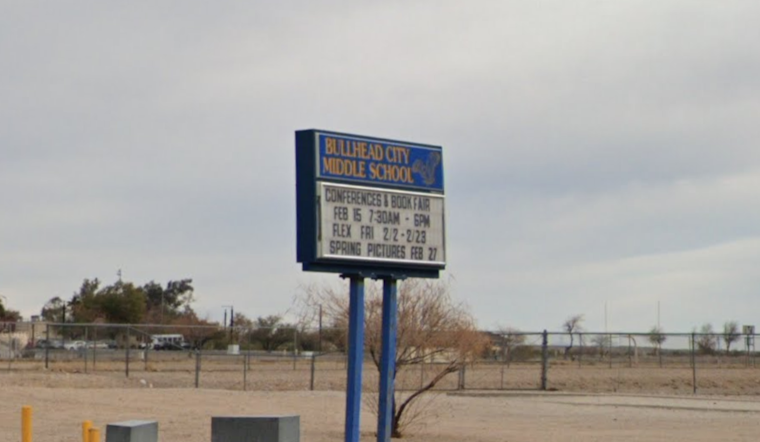 BULLHEAD CITY
MIDDLE SCHOOL
CONFERENCES & BOOK FAIR
FEB 15 7:30AM - 6PM
FLEX FRI 2/2-2/23
SPRING PICTURES FEB 27